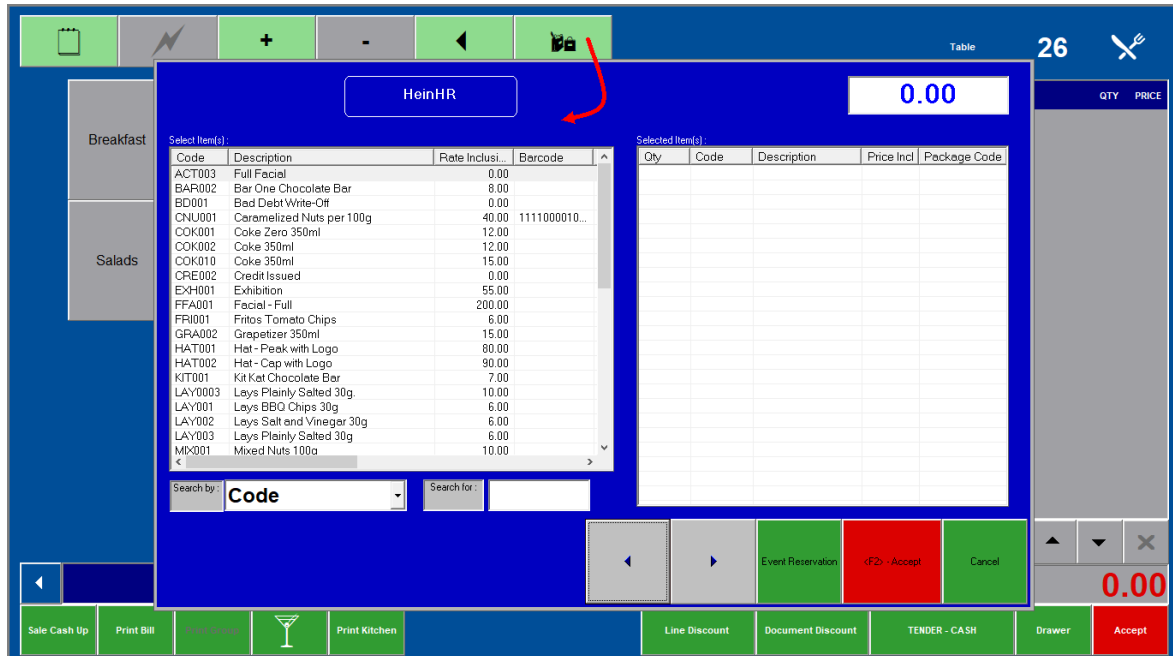 + -
Table 26
HeinHR
0.00
QTY PRICE
Breakfast
Salads
Select Item(s) :
Code Description Rate Inclusi... Barcode
ACT003 Full Facial 0.00
BAR002 Bar One Chocolate Bar 8.00
BD001 Bad Debt Write-Off 0.00
CNU001 Caramelized Nuts per 100g 40.00 1111000010...
COK001 Coke Zero 350ml 12.00
COK002 Coke 350ml 12.00
COK010 Coke 350ml 15.00
CRE002 Credit Issued 0.00
EXH001 Exhibition 55.00
FFA001 Facial - Full 200.00
FRI001 Fritos Tomato Chips 6.00
GRA002 Grapetizer 350ml 15.00
HAT001 Hat - Peak with Logo 80.00
HAT002 Hat - Cap with Logo 90.00
KIT001 Kit Kat Chocolate Bar 7.00
LAY0003 Lays Plainly Salted 30g. 10.00
LAY001 Lays BBQ Chips 30g 6.00
LAY002 Lays Salt and Vinegar 30g 6.00
LAY003 Lays Plainly Salted 30g 6.00
MIX001 Mixed Nuts 100g 10.00
Selected Item(s) :
Qty Code Description Price Incl Package Code
Search by : Code Search for :
Event Reservation <F2> - Accept Cancel
0.00
Sale Cash Up Print Bill Print Kitchen Line Discount Document Discount TENDER - CASH Drawer Accept